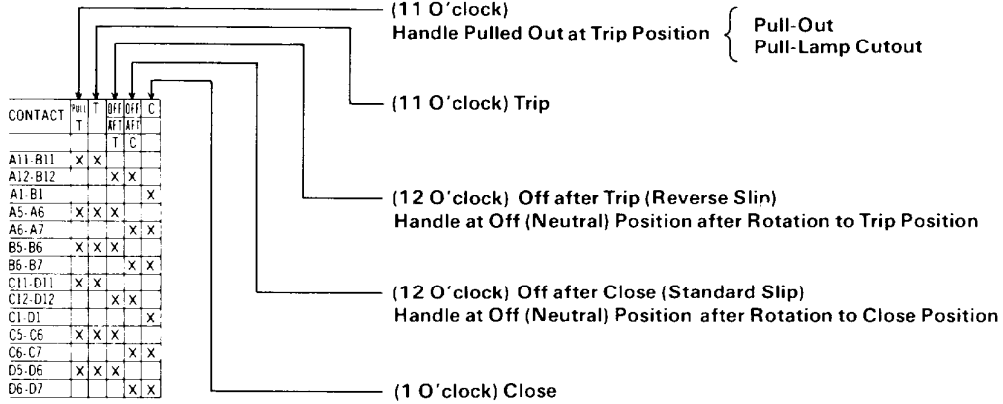 (11 O'clock)
Handle Pulled Out at Trip Position
Pull-Out
Pull-Lamp Cutout
(11 O'clock) Trip
(12 O'clock) Off after Trip (Reverse Slin)
Handle at Off (Neutral) Position after Rotation to Trip Position
(12 O'clock) Off after Close (Standard Slip)
Handle at Off (Neutral) Position after Rotation to Close Position
(1 O'clock) Close
CONTACT PULL T OFF OFF C
T AFT AFT
T C
A11-B11 X X
A12-B12 X X
A1-B1 X
A5-A6 X X X
A6-A7 X X
B5-B6 X X X
B6-B7 X X
C11-D11 X X
C12-D12 X X
C1-D1 X
C5-C6 X X X
C6-C7 X X
D5-D6 X X X
D6-D7 X X